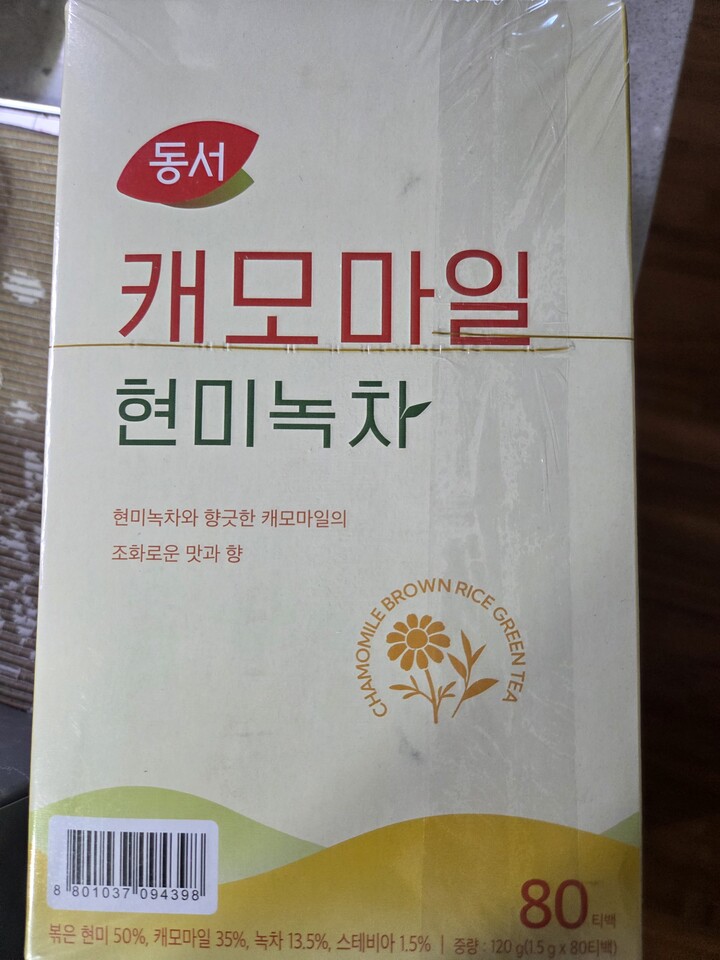 동서
캐모마일
현미녹차
현미녹차와 향긋한 캐모마일의
조화로운 맛과 향
CHAMOMILE BROWN RICE GREEN TEA
8 801037 094398
80 티백
볶은 현미 50%, 캐모마일 35%, 녹차 13.5%, 스테비아 1.5% | 중량 : 120 g(1.5 g x 80티백)